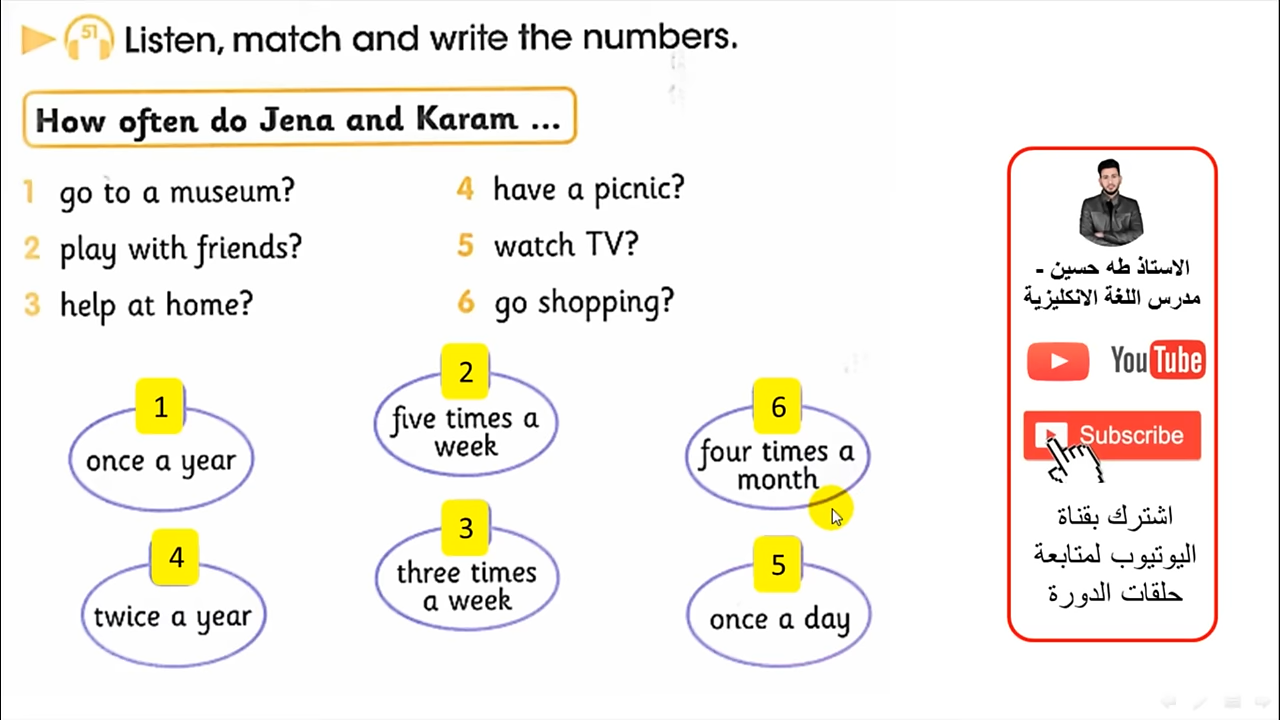 51 Listen, match and write the numbers.
How often do Jena and Karam ...
1 go to a museum?
2 play with friends?
3 help at home?
4 have a picnic?
5 watch TV?
6 go shopping?
1
once a year
2
five times a
week
6
four times a
month
4
twice a year
3
three times
a week
5
once a day
الاستاذ طه حسين -
مدرس اللغة الانكليزية
YouTube
Subscribe
اشترك بقناة
اليوتيوب لمتابعة
حلقات الدورة